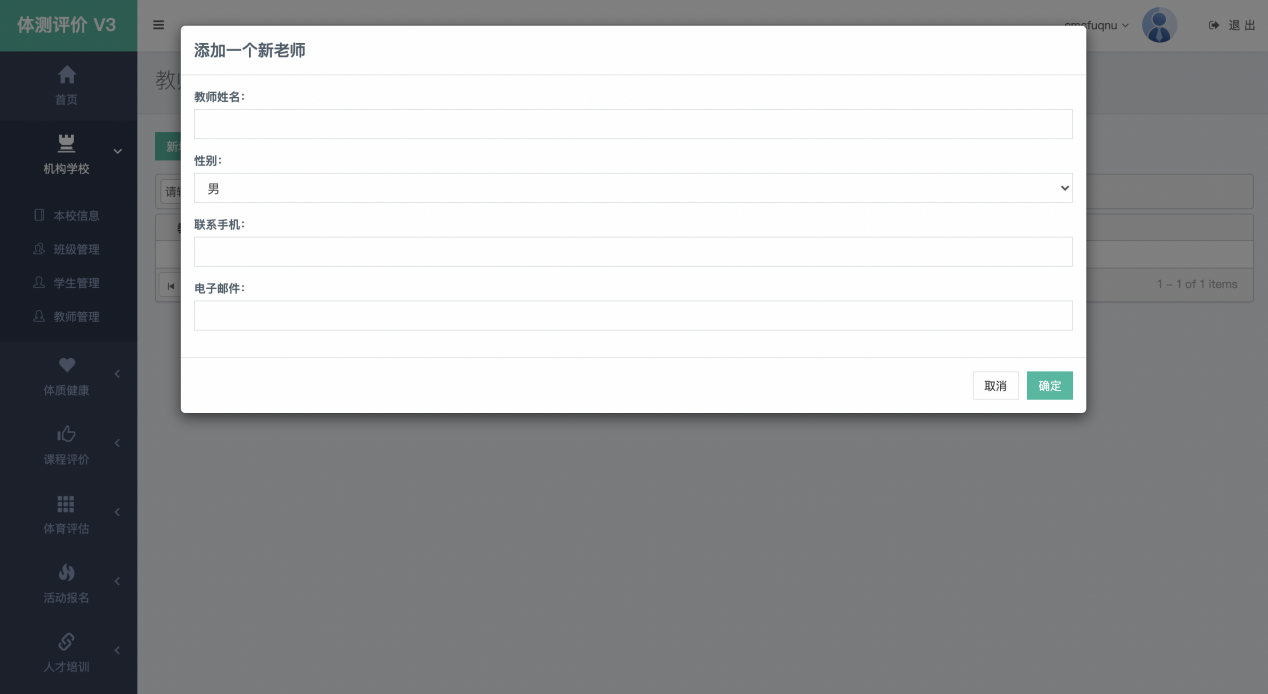 体测评价 V3
退 出
首页
机构学校
本校信息
班级管理
学生管理
教师管理
体质健康
课程评价
体育评估
活动报名
人才培训
添加一个新老师
教师姓名：
性别：
男
联系手机：
电子邮件：
取消
确定
1 – 1 of 1 items